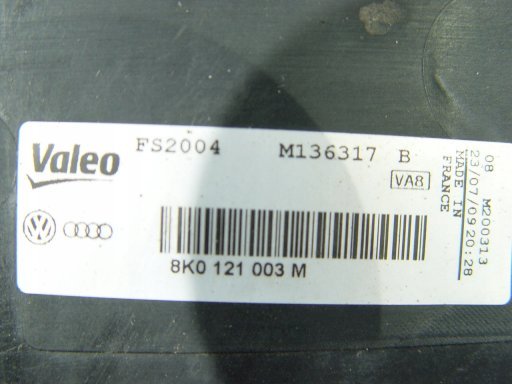 Valeo FS2004 M136317 B
VA8
8K0 121 003 M
08 M200313
23/07/09 20:28
MADE IN
FRANCE